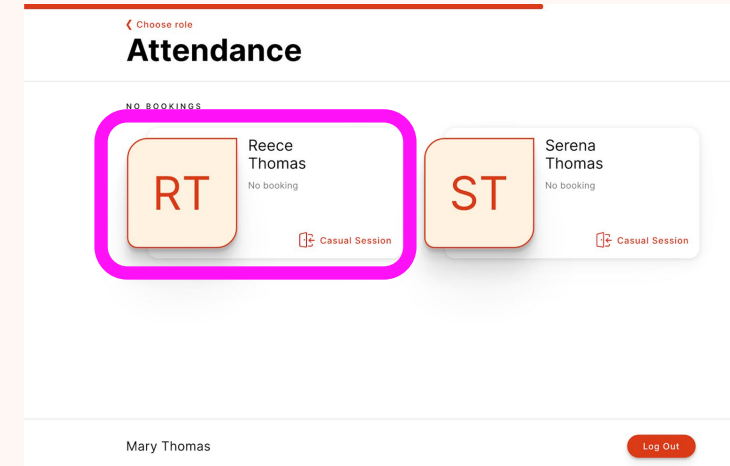 ❮ Choose role
Attendance
NO BOOKINGS
RT
Reece
Thomas
No booking
Casual Session
ST
Serena
Thomas
No booking
Casual Session
Mary Thomas
Log Out